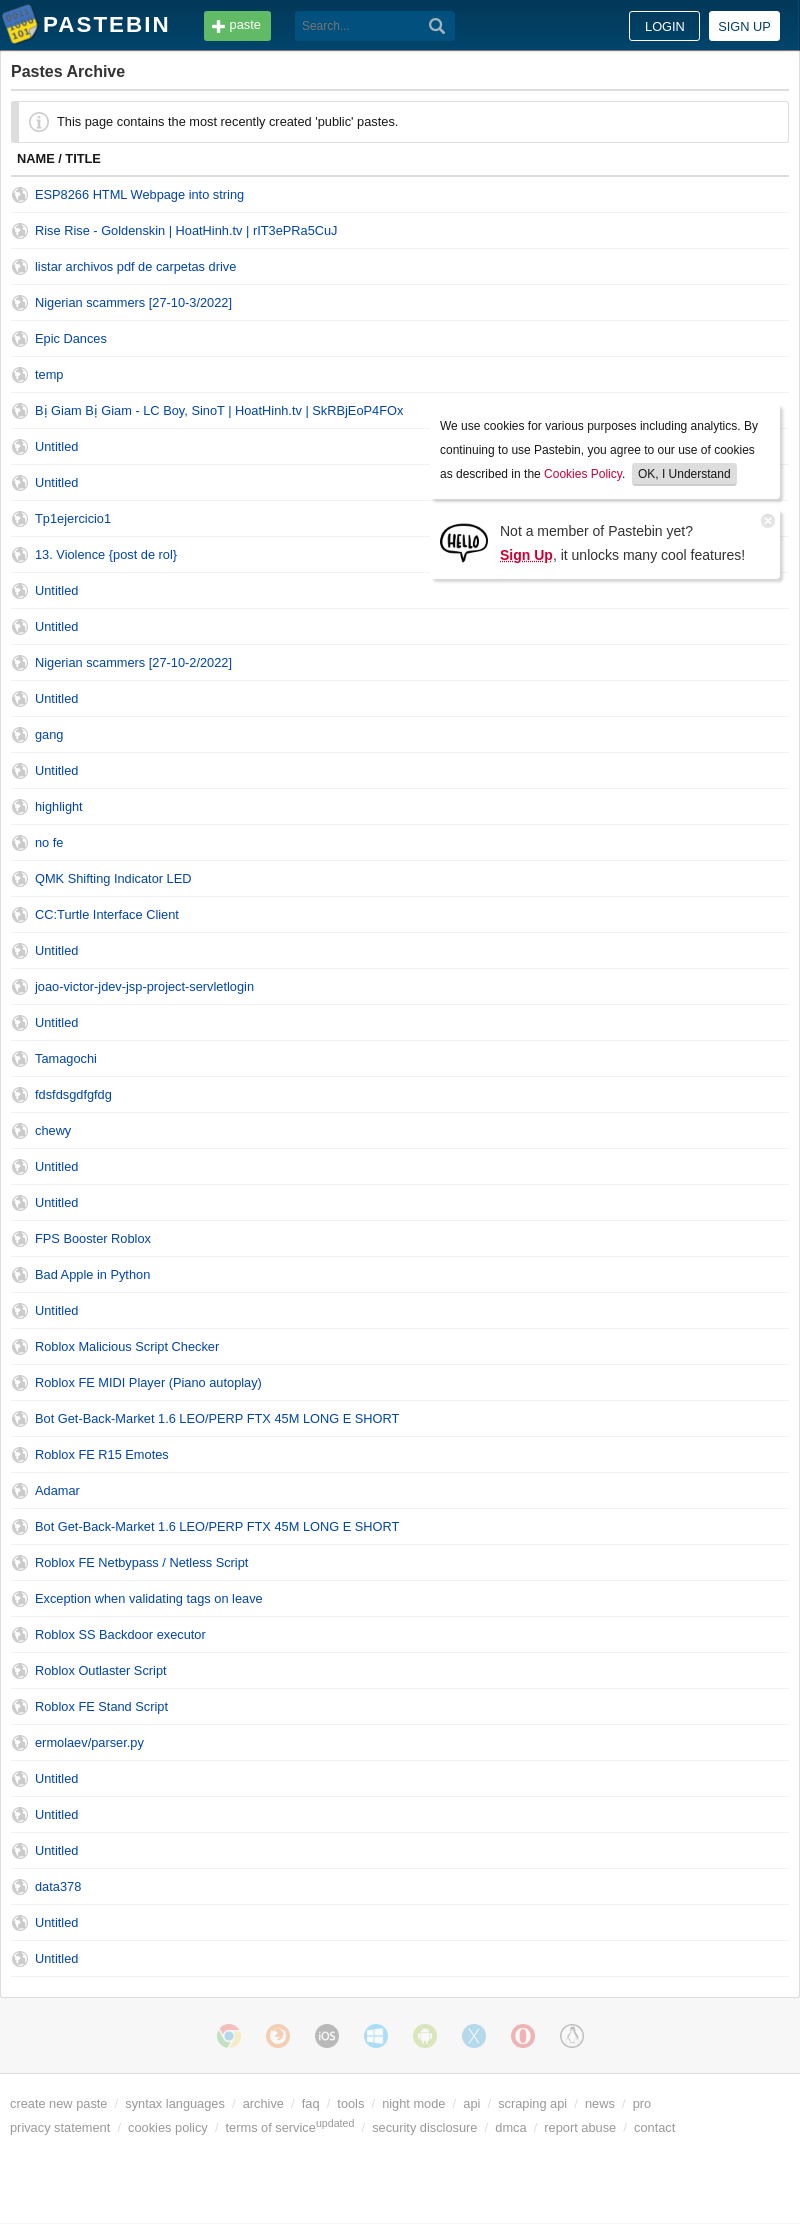 PASTEBIN
paste
Search...
LOGIN
SIGN UP
Pastes Archive
This page contains the most recently created 'public' pastes.
NAME / TITLE
ESP8266 HTML Webpage into string
Rise Rise - Goldenskin | HoatHinh.tv | rIT3ePRa5CuJ
listar archivos pdf de carpetas drive
Nigerian scammers [27-10-3/2022]
Epic Dances
temp
Bị Giam Bị Giam - LC Boy, SinoT | HoatHinh.tv | SkRBjEoP4FOx
We use cookies for various purposes including analytics. By
continuing to use Pastebin, you agree to our use of cookies
as described in the Cookies Policy. OK, I Understand
Untitled
Untitled
Tp1ejercicio1
HELLO
Not a member of Pastebin yet?
Sign Up, it unlocks many cool features!
13. Violence {post de rol}
Untitled
Untitled
Nigerian scammers [27-10-2/2022]
Untitled
gang
Untitled
highlight
no fe
QMK Shifting Indicator LED
CC:Turtle Interface Client
Untitled
joao-victor-jdev-jsp-project-servletlogin
Untitled
Tamagochi
fdsfdsgdfgfdg
chewy
Untitled
Untitled
FPS Booster Roblox
Bad Apple in Python
Untitled
Roblox Malicious Script Checker
Roblox FE MIDI Player (Piano autoplay)
Bot Get-Back-Market 1.6 LEO/PERP FTX 45M LONG E SHORT
Roblox FE R15 Emotes
Adamar
Bot Get-Back-Market 1.6 LEO/PERP FTX 45M LONG E SHORT
Roblox FE Netbypass / Netless Script
Exception when validating tags on leave
Roblox SS Backdoor executor
Roblox Outlaster Script
Roblox FE Stand Script
ermolaev/parser.py
Untitled
Untitled
Untitled
data378
Untitled
Untitled
iOS
create new paste / syntax languages / archive / faq / tools / night mode / api / scraping api / news / pro
privacy statement / cookies policy / terms of service updated / security disclosure / dmca / report abuse / contact